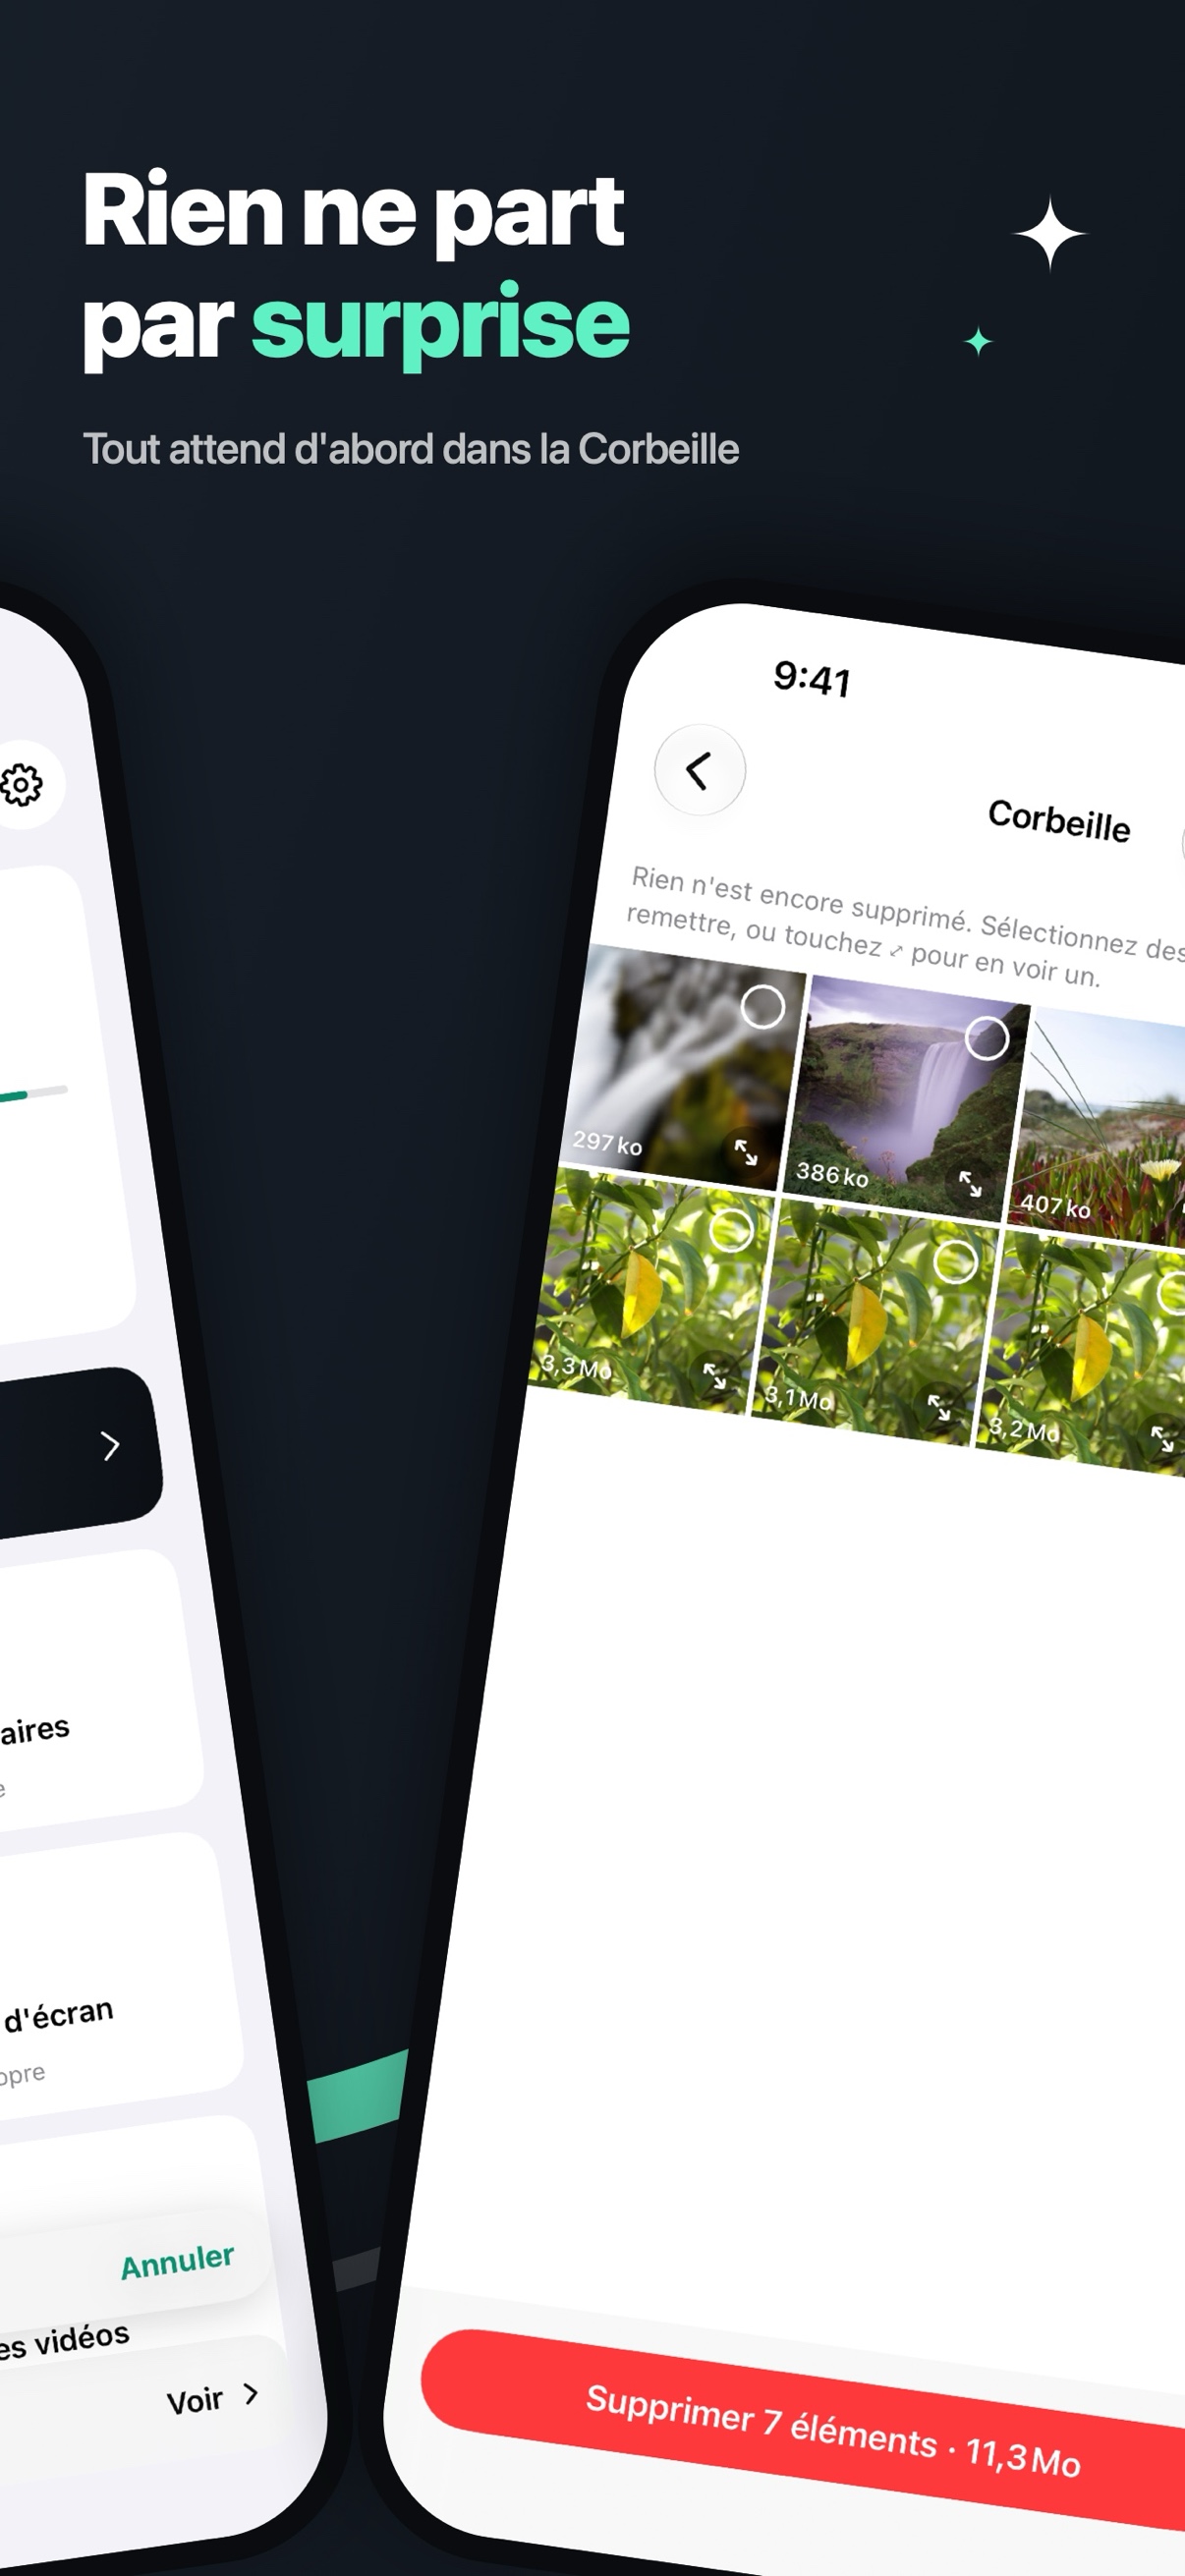 Rien ne part
par surprise
Tout attend d'abord dans la Corbeille
9:41
Corbeille
Rien n'est encore supprimé. Sélectionnez des
remettre, ou touchez ⤢ pour en voir un.
297 ko
386 ko
407 ko
3,3 Mo
3,1 Mo
3,2 Mo
aires
e
d'écran
opre
Annuler
es vidéos
Voir
Supprimer 7 éléments · 11,3 Mo